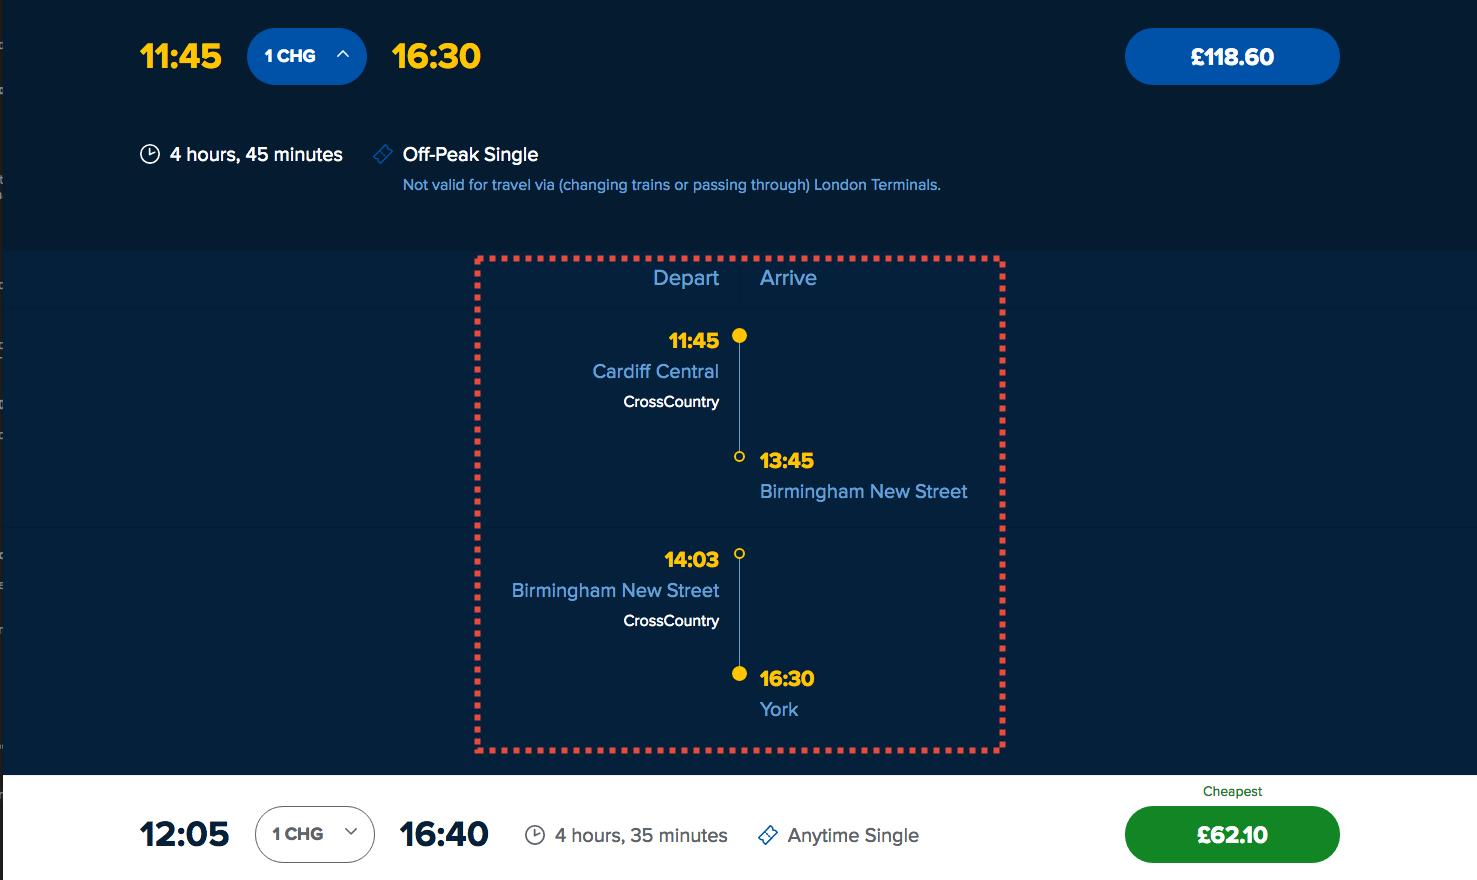 11:45 1 CHG 16:30 £118.60
4 hours, 45 minutes Off-Peak Single
Not valid for travel via (changing trains or passing through) London Terminals.
Depart Arrive
11:45
Cardiff Central
CrossCountry
13:45
Birmingham New Street
14:03
Birmingham New Street
CrossCountry
16:30
York
Cheapest
12:05 1 CHG 16:40 4 hours, 35 minutes Anytime Single £62.10